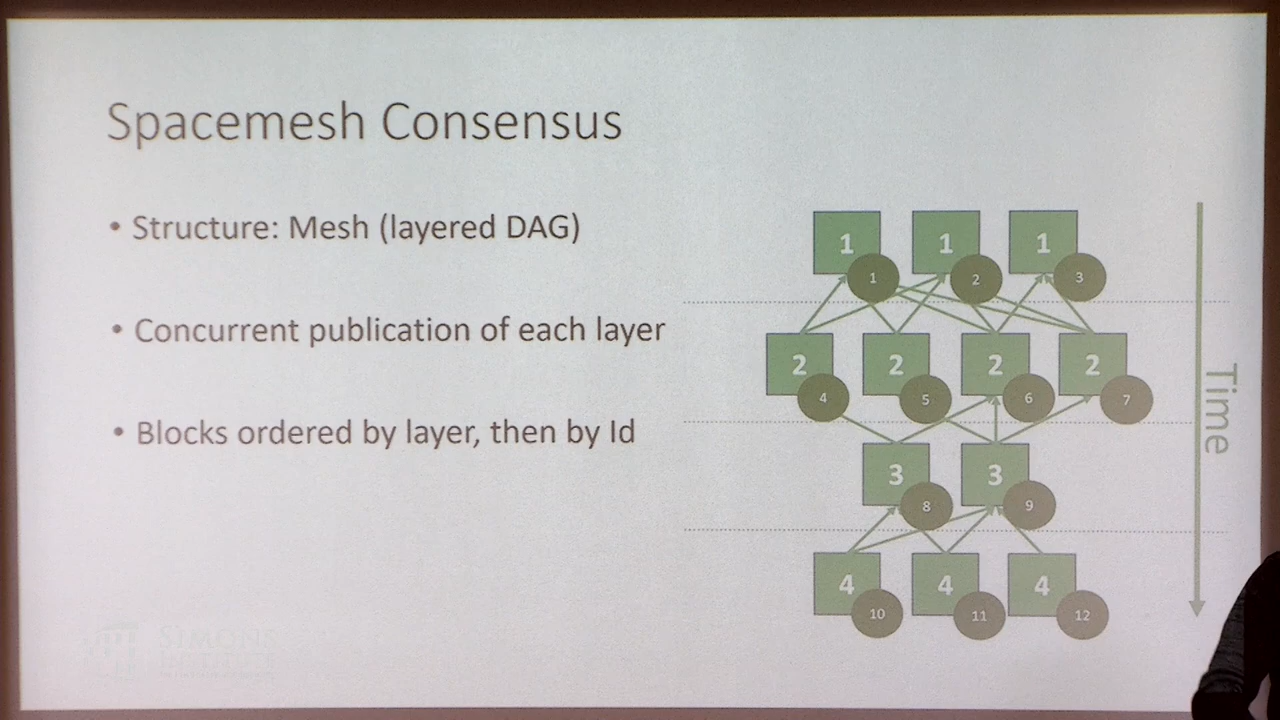 Spacemesh Consensus
• Structure: Mesh (layered DAG)
• Concurrent publication of each layer
• Blocks ordered by layer, then by Id
1 1 1
1 2 3
2 2 2 2
4 5 6 7
3 3
8 9
4 4 4
10 11 12
Time
SIMONS
INSTITUTE